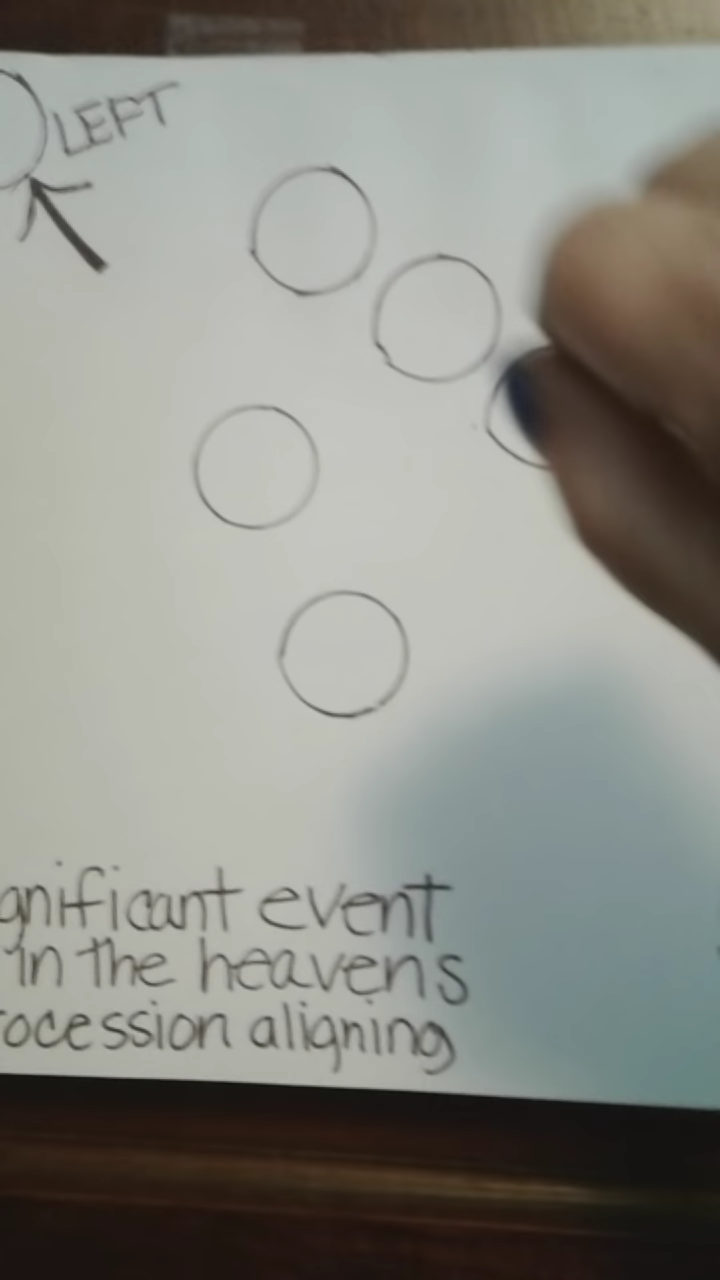 LEFT
gnificant event
in the heavens
ocession aligning